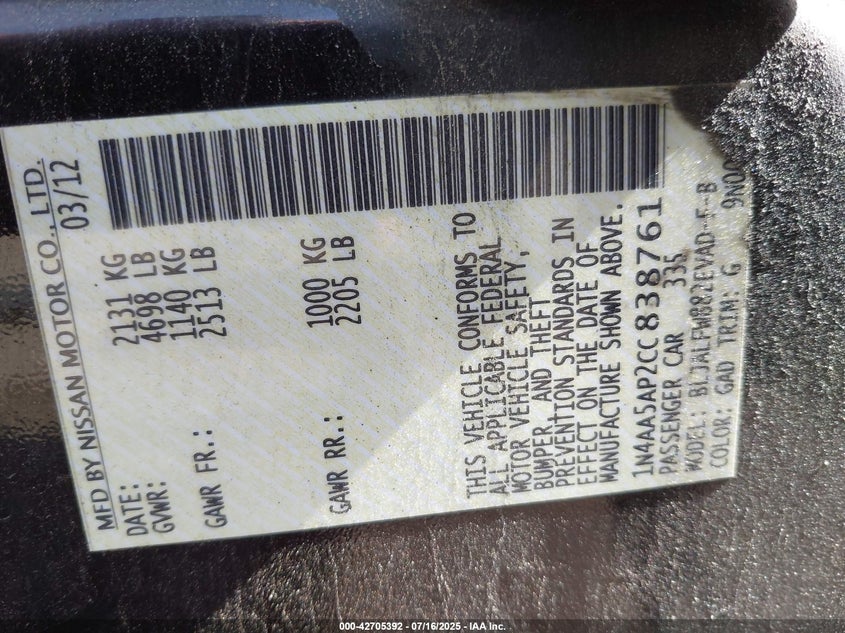 MFD BY NISSAN MOTOR CO., LTD.
DATE: 03/12
GVWR: 2131 KG
4698 LB
GAWR FR.: 1140 KG
2513 LB
GAWR RR.: 1000 KG
2205 LB
THIS VEHICLE CONFORMS TO
ALL APPLICABLE FEDERAL
MOTOR VEHICLE SAFETY,
BUMPER AND THEFT
PREVENTION STANDARDS IN
EFFECT ON THE DATE OF
MANUFACTURE SHOWN ABOVE.
1N4AA5AP2CC838761
PASSENGER CAR 335
MODEL:
COLOR: GAD TRIM: G
000-42705392 - 07/16/2025 - IAA Inc.